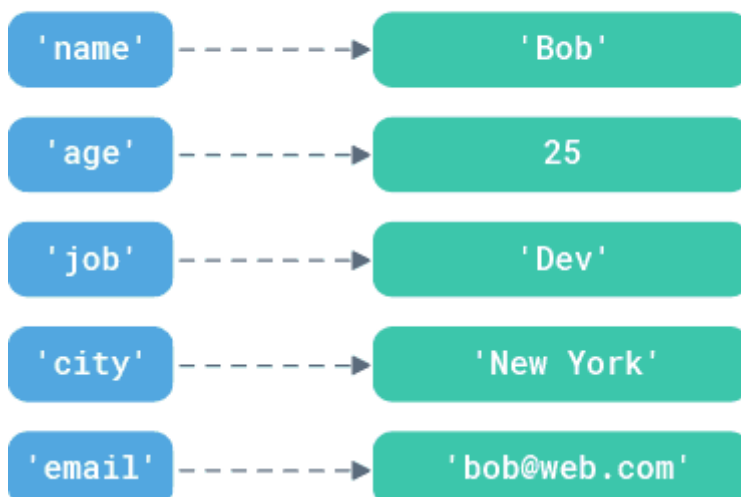 'name' 'Bob'
'age' 25
'job' 'Dev'
'city' 'New York'
'email' 'bob@web.com'